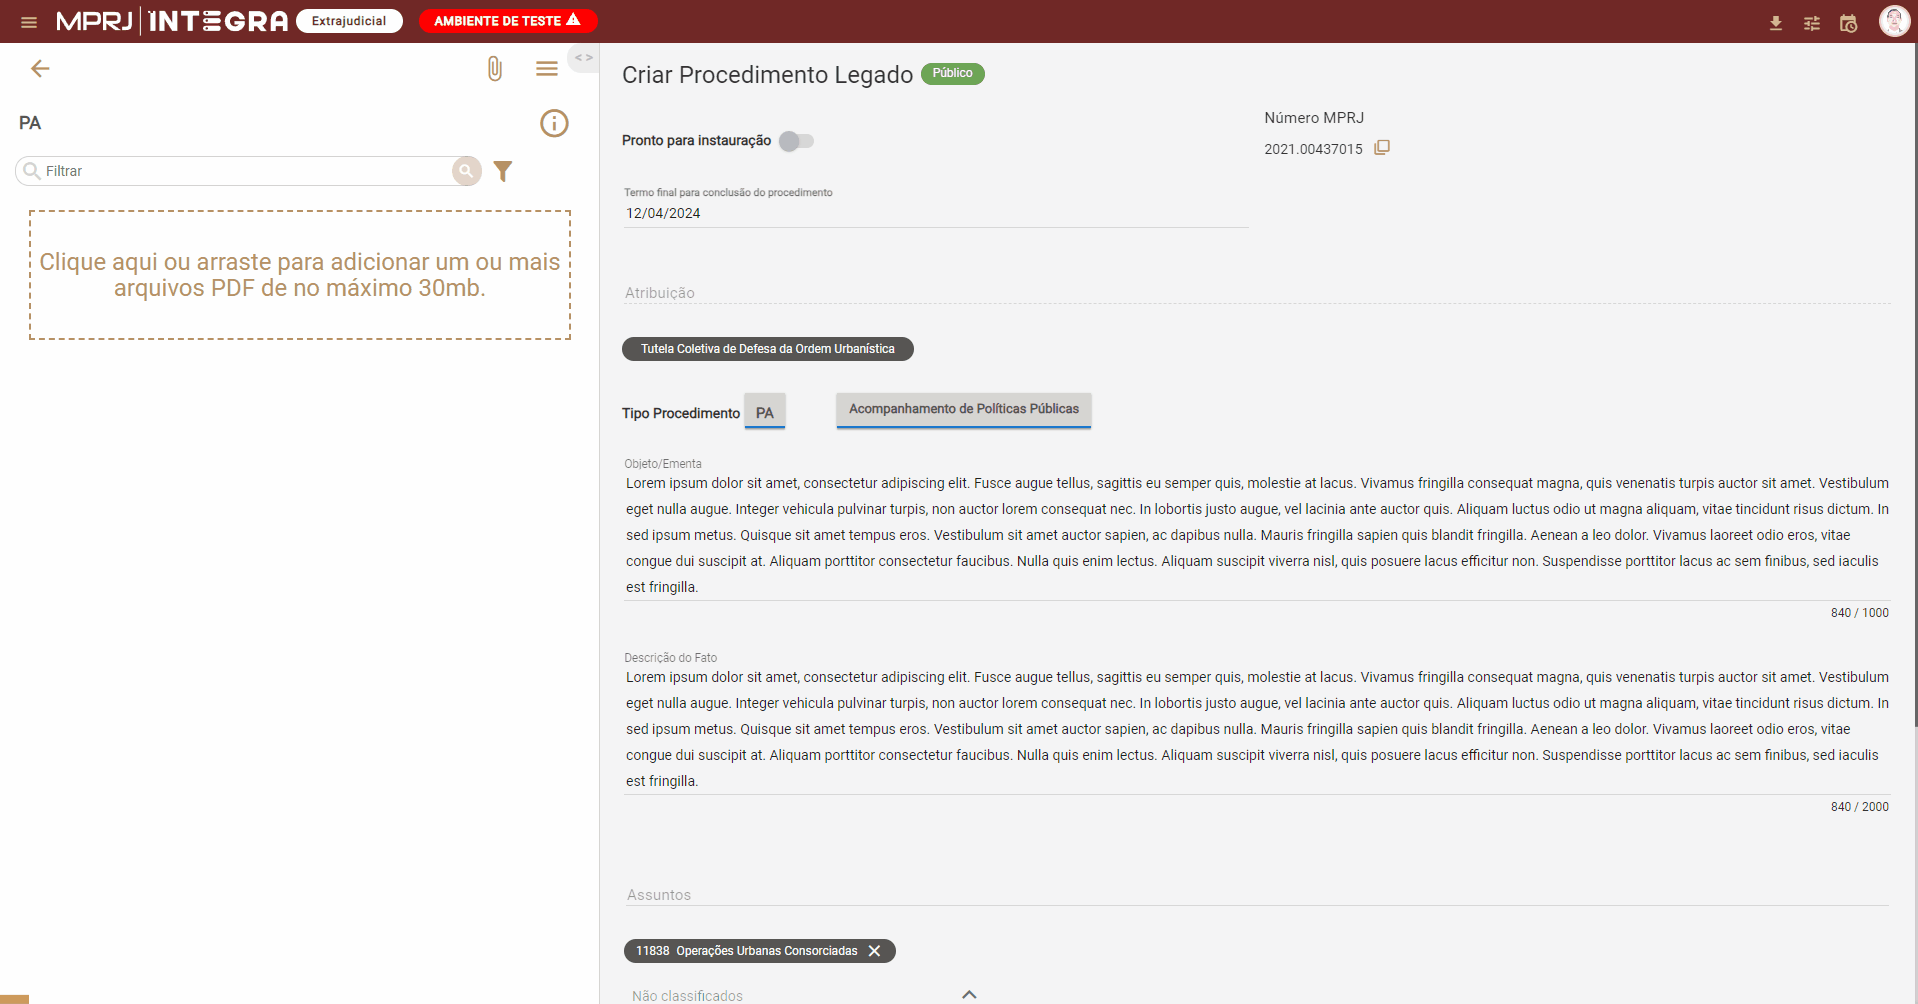 MPRJ INTEGRA Extrajudicial AMBIENTE DE TESTE
< >
PA
Filtrar
Clique aqui ou arraste para adicionar um ou mais
arquivos PDF de no máximo 30mb.
Criar Procedimento Legado Público
Pronto para instauração
Número MPRJ
2021.00437015
Termo final para conclusão do procedimento
12/04/2024
Atribuição
Tutela Coletiva de Defesa da Ordem Urbanística
Tipo Procedimento PA Acompanhamento de Políticas Públicas
Objeto/Ementa
Lorem ipsum dolor sit amet, consectetur adipiscing elit. Fusce augue tellus, sagittis eu semper quis, molestie at lacus. Vivamus fringilla consequat magna, quis venenatis turpis auctor sit amet. Vestibulum
eget nulla augue. Integer vehicula pulvinar turpis, non auctor lorem consequat nec. In lobortis justo augue, vel lacinia ante auctor quis. Aliquam luctus odio ut magna aliquam, vitae tincidunt risus dictum. In
sed ipsum metus. Quisque sit amet tempus eros. Vestibulum sit amet auctor sapien, ac dapibus nulla. Mauris fringilla sapien quis blandit fringilla. Aenean a leo dolor. Vivamus laoreet odio eros, vitae
congue dui suscipit at. Aliquam porttitor consectetur faucibus. Nulla quis enim lectus. Aliquam suscipit viverra nisl, quis posuere lacus efficitur non. Suspendisse porttitor lacus ac sem finibus, sed iaculis
est fringilla.
840 / 1000
Descrição do Fato
Lorem ipsum dolor sit amet, consectetur adipiscing elit. Fusce augue tellus, sagittis eu semper quis, molestie at lacus. Vivamus fringilla consequat magna, quis venenatis turpis auctor sit amet. Vestibulum
eget nulla augue. Integer vehicula pulvinar turpis, non auctor lorem consequat nec. In lobortis justo augue, vel lacinia ante auctor quis. Aliquam luctus odio ut magna aliquam, vitae tincidunt risus dictum. In
sed ipsum metus. Quisque sit amet tempus eros. Vestibulum sit amet auctor sapien, ac dapibus nulla. Mauris fringilla sapien quis blandit fringilla. Aenean a leo dolor. Vivamus laoreet odio eros, vitae
congue dui suscipit at. Aliquam porttitor consectetur faucibus. Nulla quis enim lectus. Aliquam suscipit viverra nisl, quis posuere lacus efficitur non. Suspendisse porttitor lacus ac sem finibus, sed iaculis
est fringilla.
840 / 2000
Assuntos
11838 Operações Urbanas Consorciadas
Não classificados